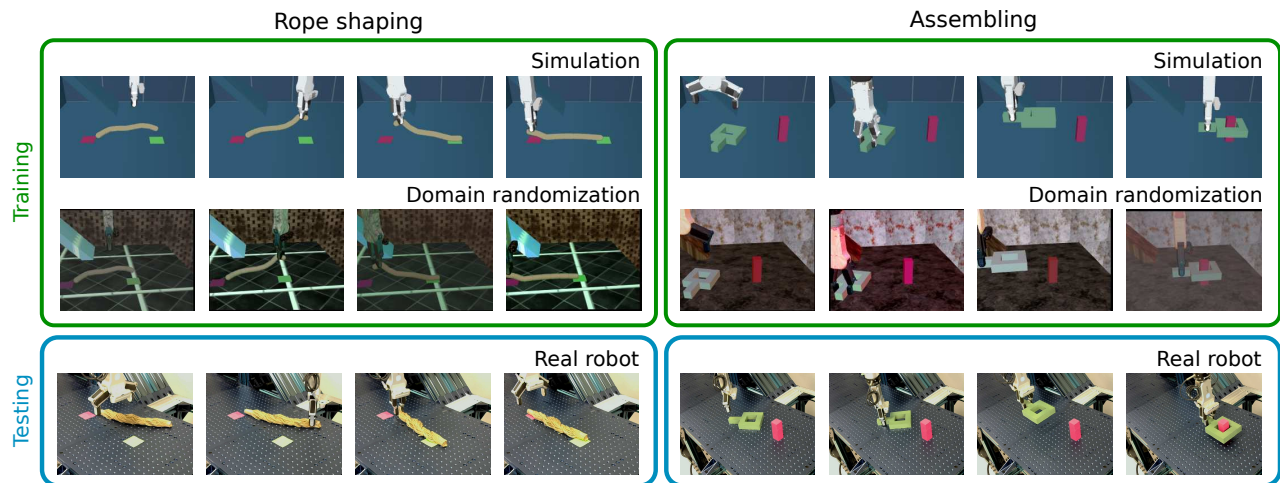 Rope shaping
Assembling
Training
Simulation
Simulation
Domain randomization
Domain randomization
Testing
Real robot
Real robot